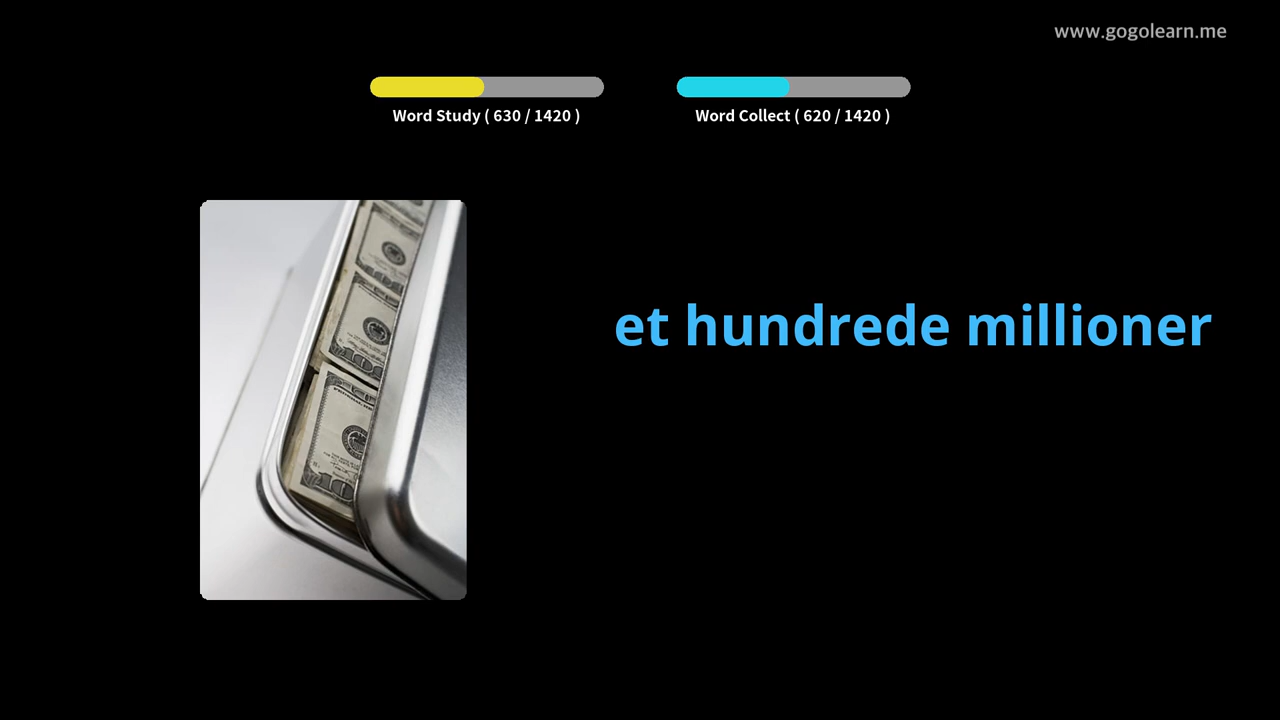 www.gogolearn.me
Word Study ( 630 / 1420 )
Word Collect ( 620 / 1420 )
et hundrede millioner